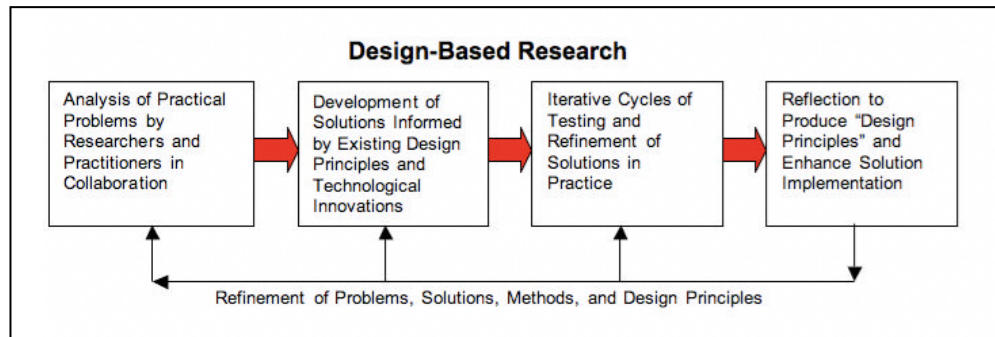 Design-Based Research
Analysis of Practical
Problems by
Researchers and
Practitioners in
Collaboration
Development of
Solutions Informed
by Existing Design
Principles and
Technological
Innovations
Iterative Cycles of
Testing and
Refinement of
Solutions in
Practice
Reflection to
Produce “Design
Principles” and
Enhance Solution
Implementation
Refinement of Problems, Solutions, Methods, and Design Principles